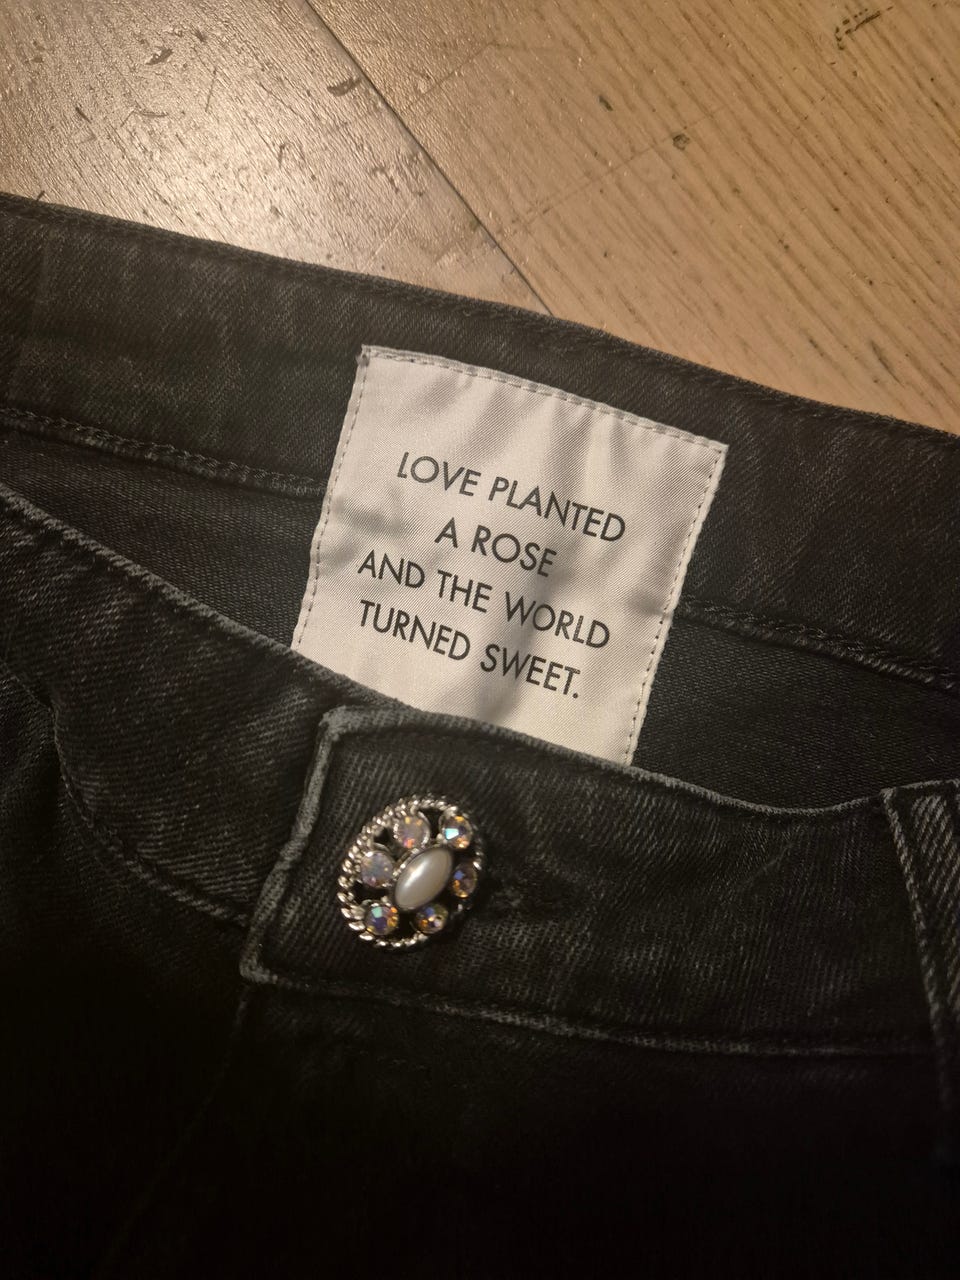 LOVE PLANTED
A ROSE
AND THE WORLD
TURNED SWEET.